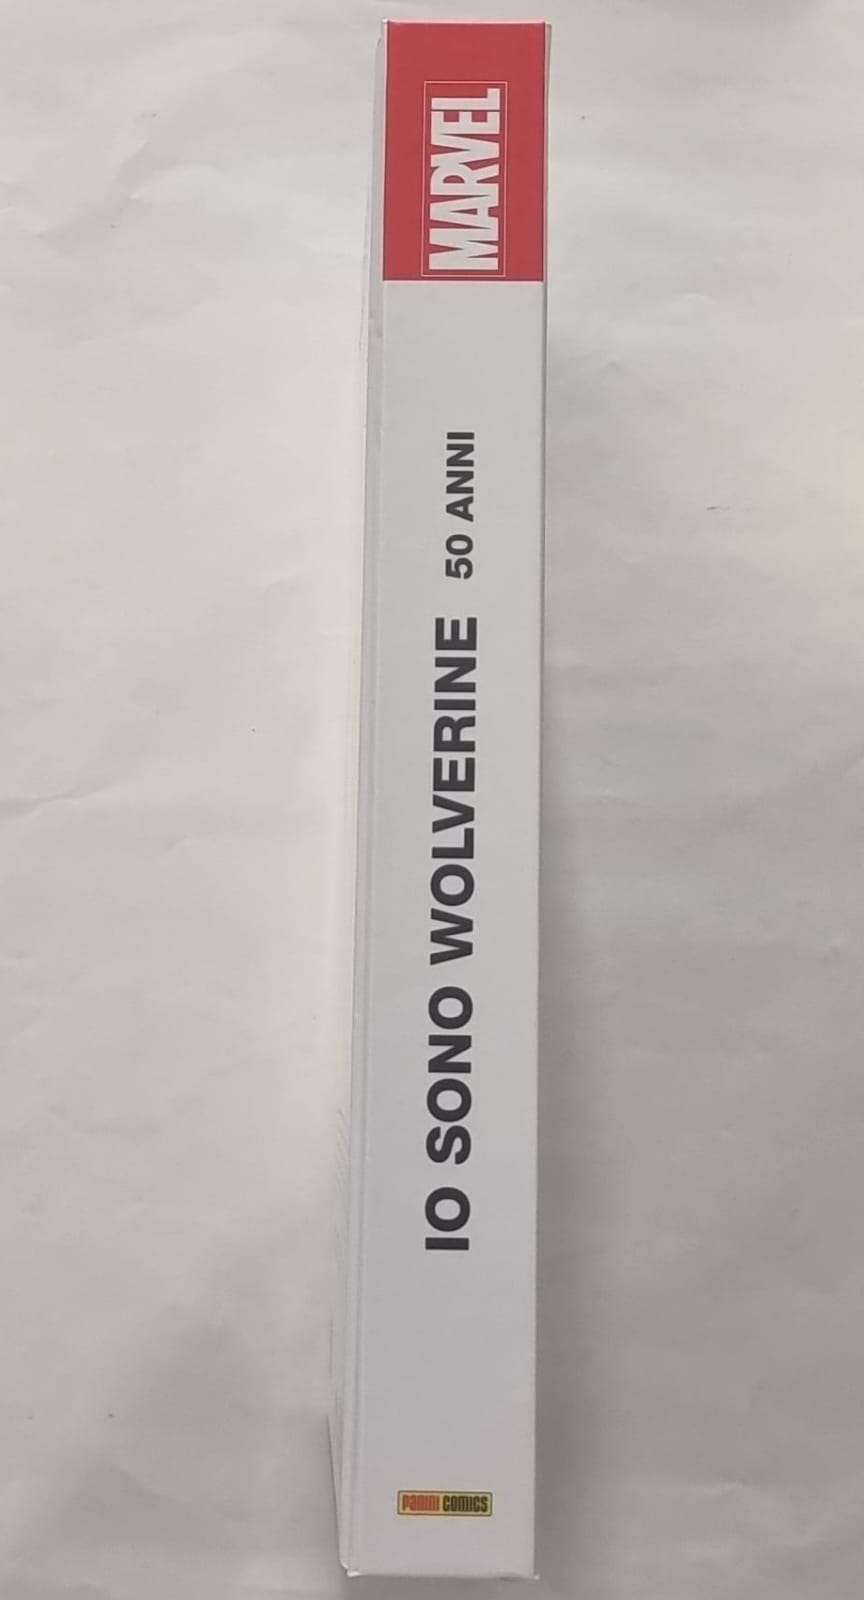 MARVEL
IO SONO WOLVERINE 50 ANNI
PANINI COMICS